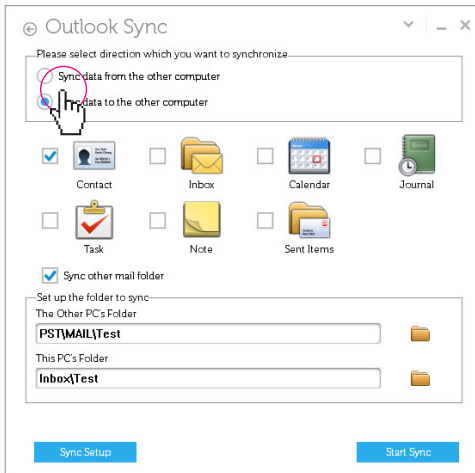 Outlook Sync
Please select direction which you want to synchronize
Sync data from the other computer
data to the other computer
Contact
Inbox
Calendar
Journal
Task
Note
Sent Items
Sync other mail folder
Set up the folder to sync
The Other PC's Folder
PST\MAIL\Test
This PC's Folder
Inbox\Test
Sync Setup
Start Sync